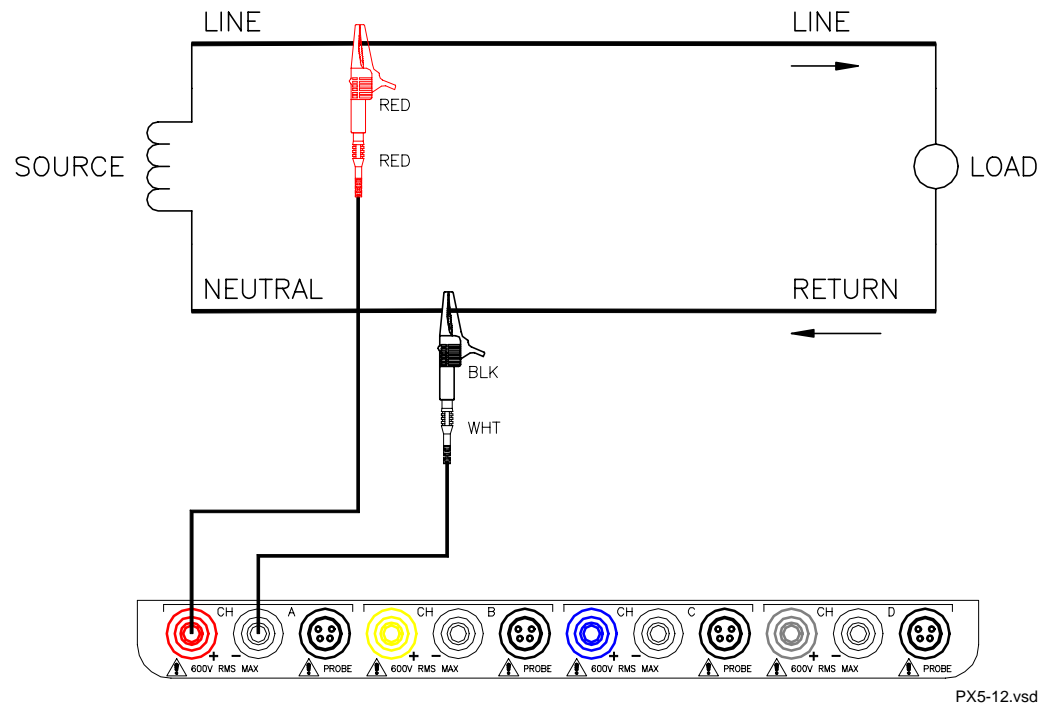 LINE
LINE
RED
RED
SOURCE
LOAD
NEUTRAL
RETURN
BLK
WHT
CH A CH B CH C CH D
+ − + − + − + −
! 600V RMS MAX ! PROBE ! 600V RMS MAX ! PROBE ! 600V RMS MAX ! PROBE ! 600V RMS MAX ! PROBE
PX5-12.vsd